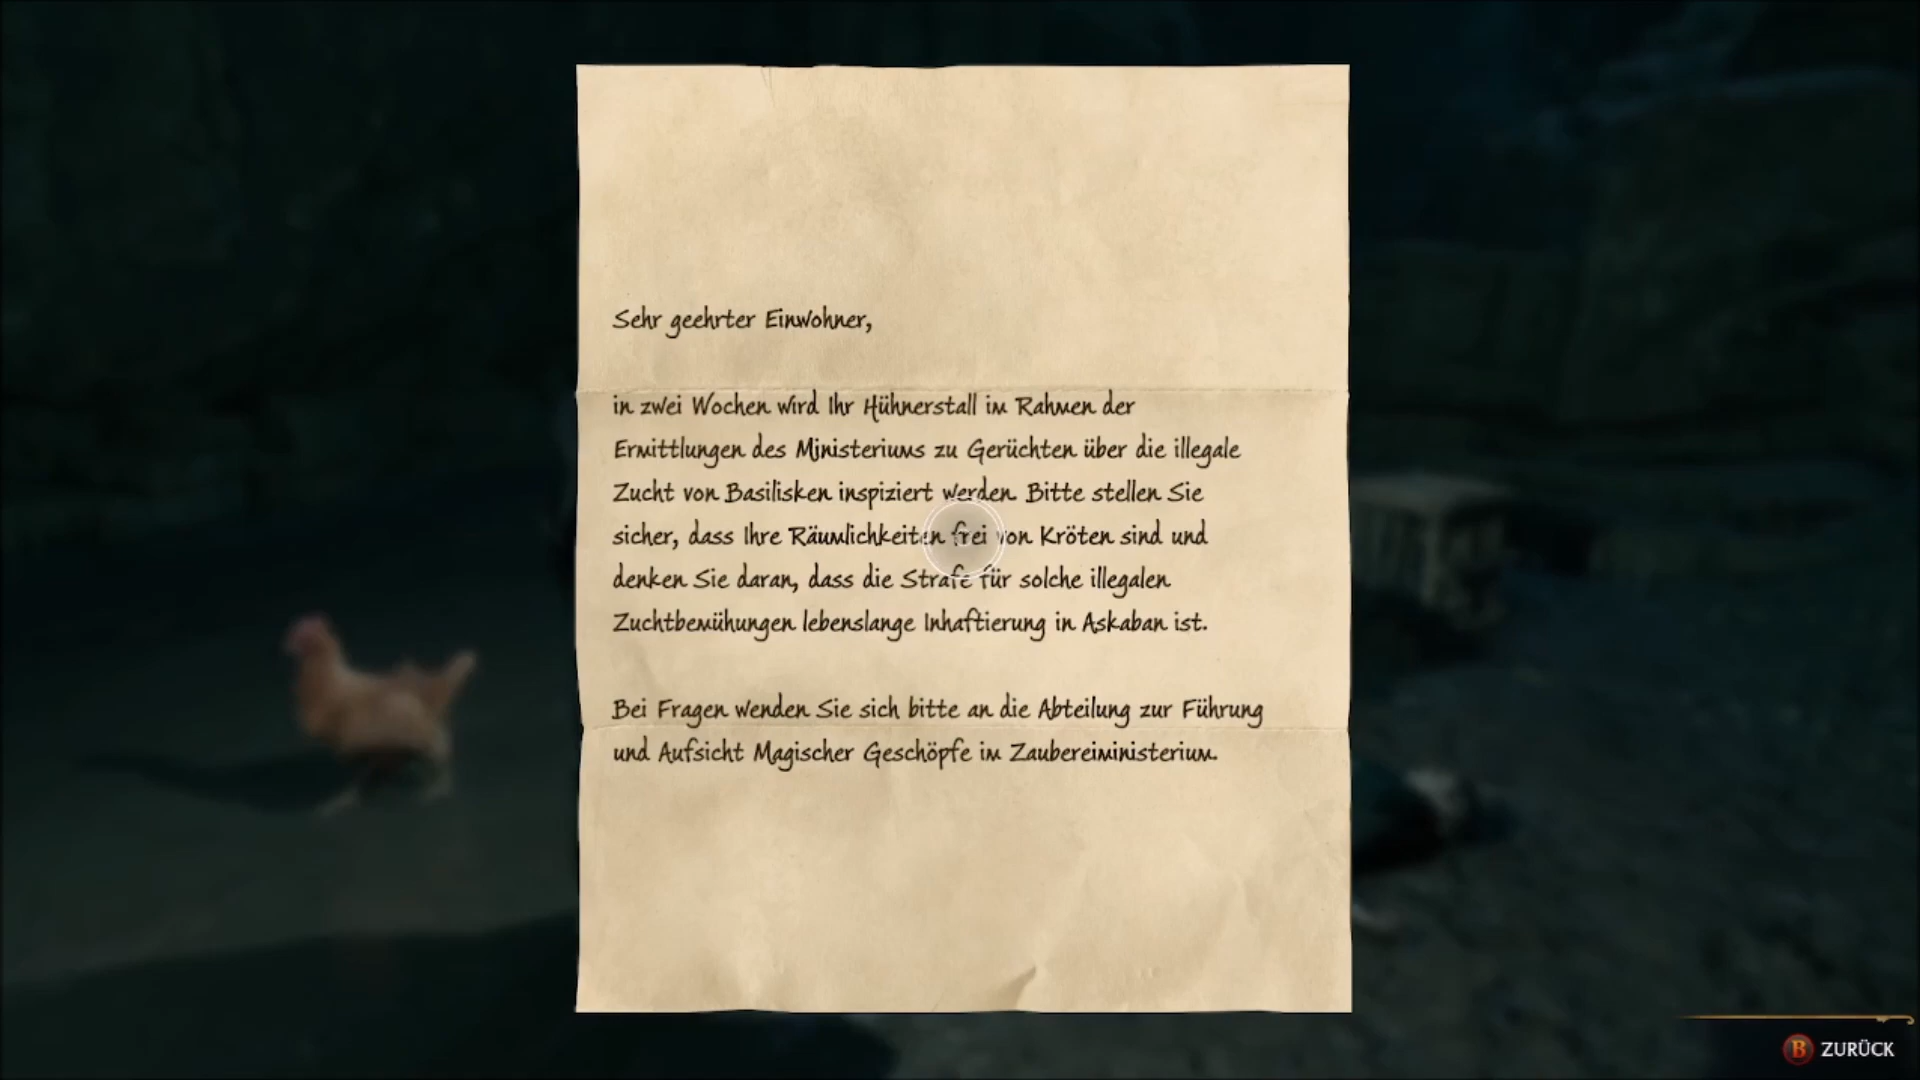 Sehr geehrter Einwohner,
in zwei Wochen wird Ihr Hühnerstall im Rahmen der
Ermittlungen des Ministeriums zu Gerüchten über die illegale
Zucht von Basilisken inspiziert werden. Bitte stellen Sie
sicher, dass Ihre Räumlichkeiten frei von Kröten sind und
denken Sie daran, dass die Strafe für solche illegalen
Zuchtbemühungen lebenslange Inhaftierung in Askaban ist.
Bei Fragen wenden Sie sich bitte an die Abteilung zur Führung
und Aufsicht Magischer Geschöpfe im Zaubereiministerium.
B ZURÜCK